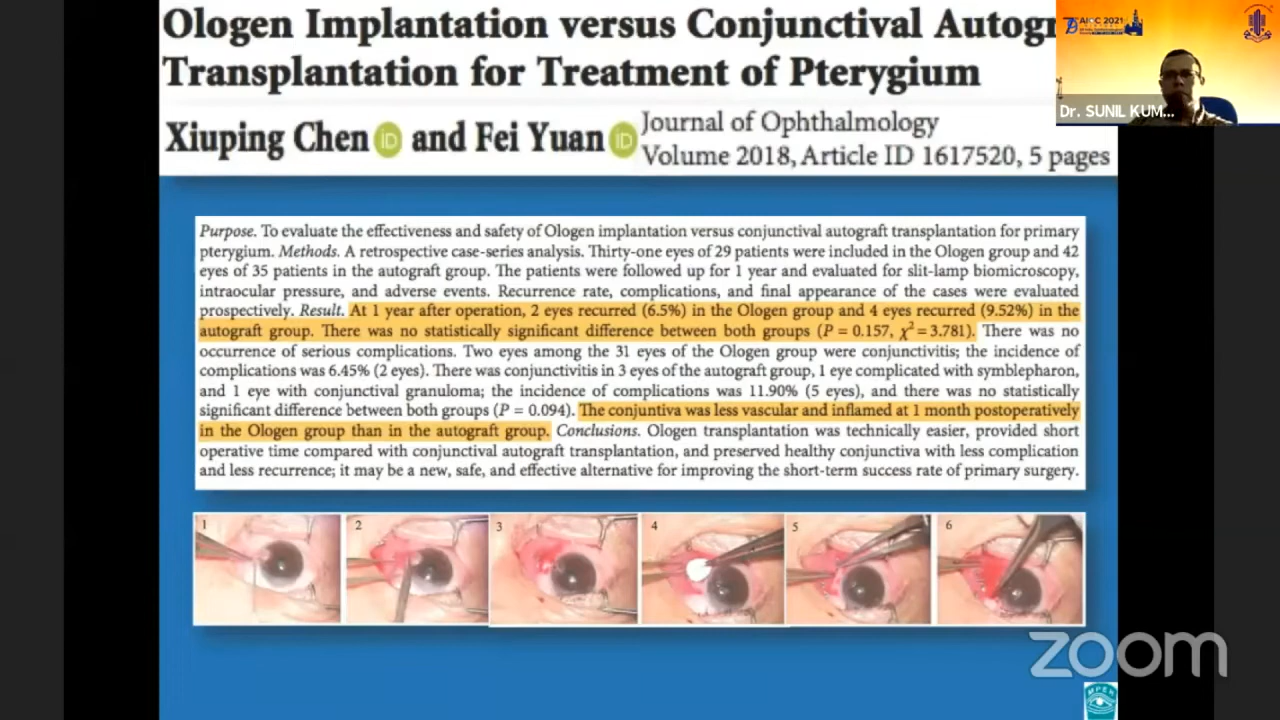 Ologen Implantation versus Conjunctival Autogr
Transplantation for Treatment of Pterygium
Xiuping Chen iD and Fei Yuan iD
Journal of Ophthalmology
Volume 2018, Article ID 1617520, 5 pages
AIOC 2021
Dr. SUNIL KUM...
Purpose. To evaluate the effectiveness and safety of Ologen implantation versus conjunctival autograft transplantation for primary
pterygium. Methods. A retrospective case-series analysis. Thirty-one eyes of 29 patients were included in the Ologen group and 42
eyes of 35 patients in the autograft group. The patients were followed up for 1 year and evaluated for slit-lamp biomicroscopy,
intraocular pressure, and adverse events. Recurrence rate, complications, and final appearance of the cases were evaluated
prospectively. Result. At 1 year after operation, 2 eyes recurred (6.5%) in the Ologen group and 4 eyes recurred (9.52%) in the
autograft group. There was no statistically significant difference between both groups (P = 0.157, χ² = 3.781). There was no
occurrence of serious complications. Two eyes among the 31 eyes of the Ologen group were conjunctivitis; the incidence of
complications was 6.45% (2 eyes). There was conjunctivitis in 3 eyes of the autograft group, 1 eye complicated with symblepharon,
and 1 eye with conjunctival granuloma; the incidence of complications was 11.90% (5 eyes), and there was no statistically
significant difference between both groups (P = 0.094). The conjuntiva was less vascular and inflamed at 1 month postoperatively
in the Ologen group than in the autograft group. Conclusions. Ologen transplantation was technically easier, provided short
operative time compared with conjunctival autograft transplantation, and preserved healthy conjunctiva with less complication
and less recurrence; it may be a new, safe, and effective alternative for improving the short-term success rate of primary surgery.
1 2 3 4 5 6
zoom